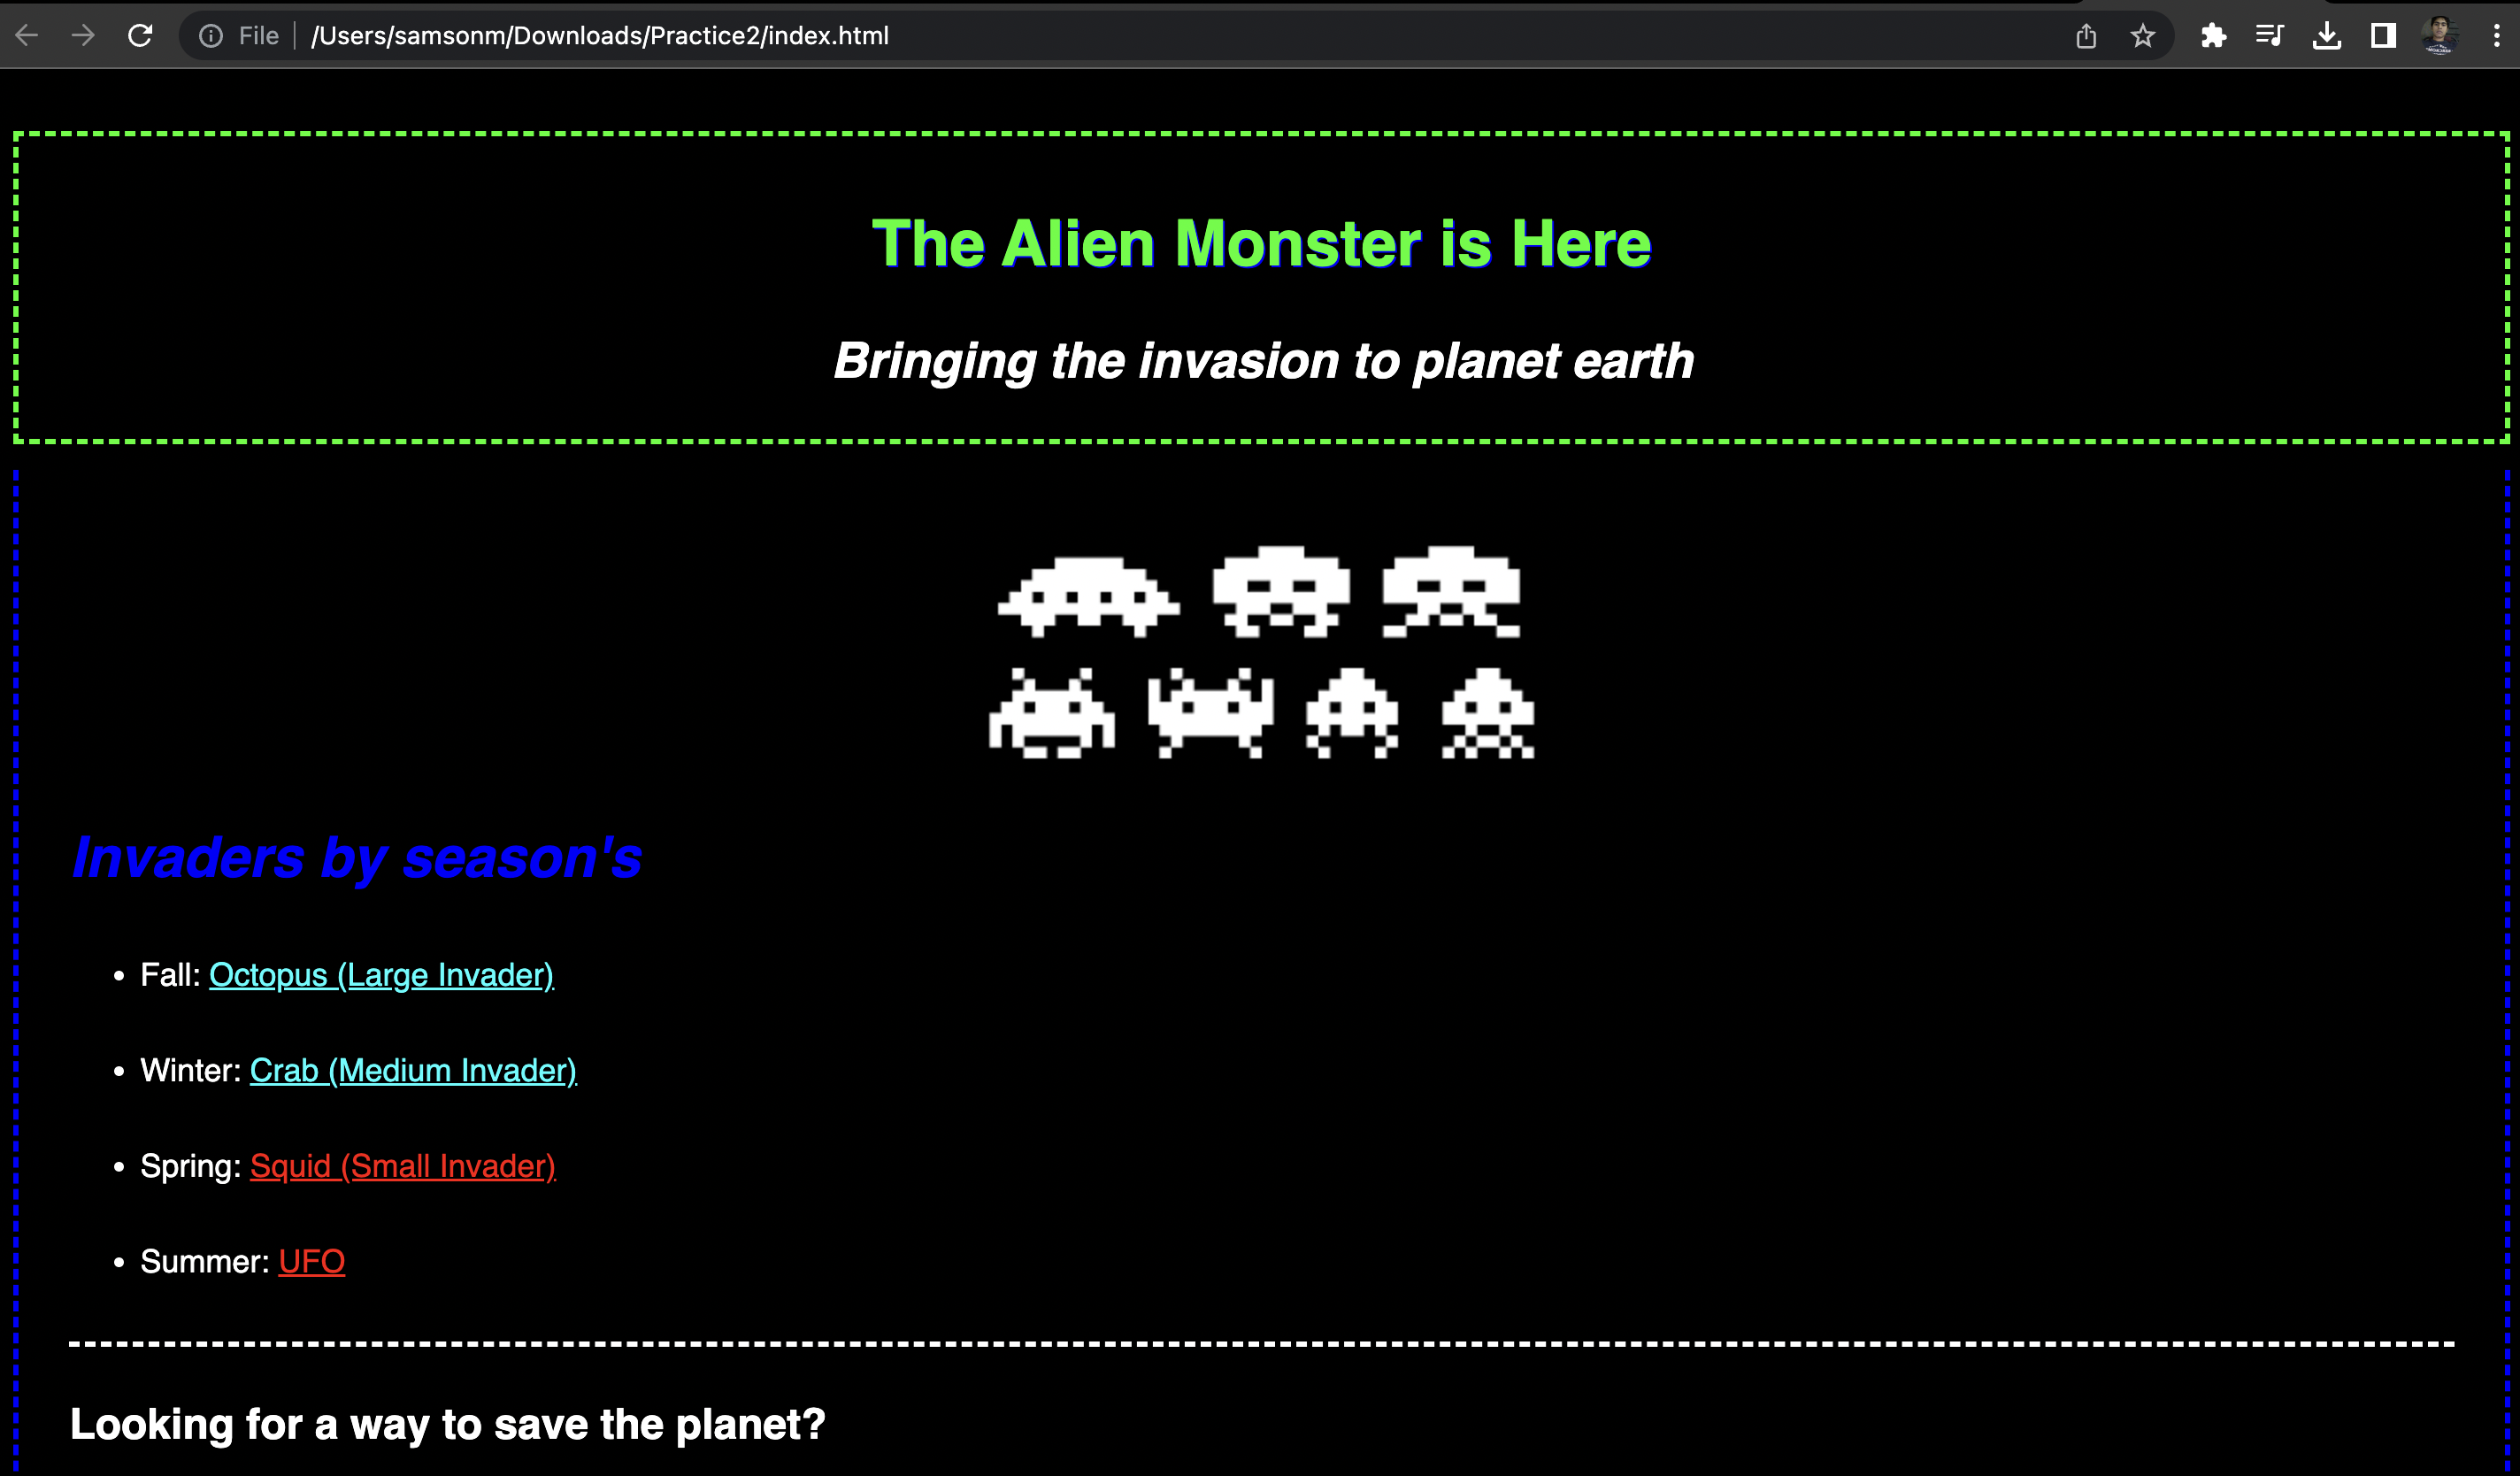 File /Users/samsonm/Downloads/Practice2/index.html
The Alien Monster is Here
Bringing the invasion to planet earth
Invaders by season's
• Fall: Octopus (Large Invader)
• Winter: Crab (Medium Invader)
• Spring: Squid (Small Invader)
• Summer: UFO
Looking for a way to save the planet?